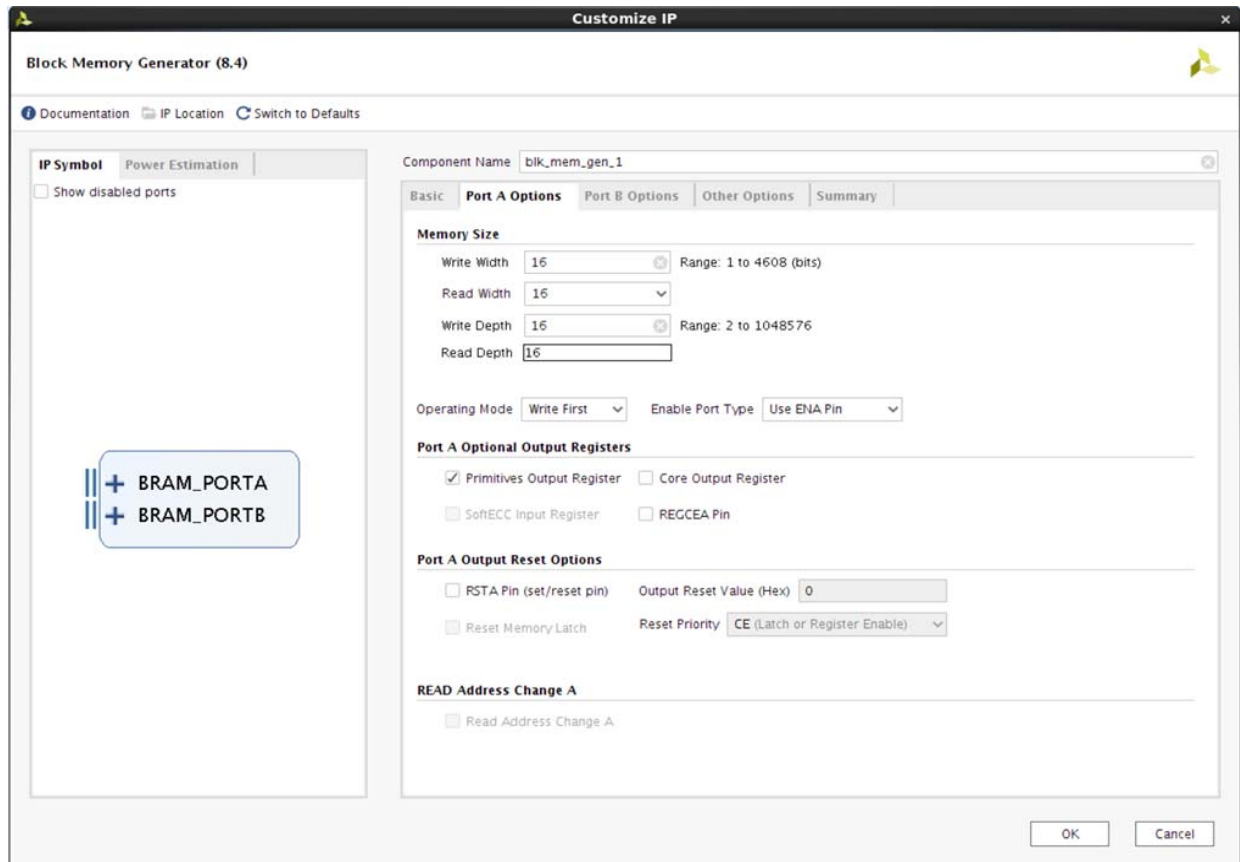 Customize IP
Block Memory Generator (8.4)
Documentation IP Location Switch to Defaults
IP Symbol Power Estimation
Show disabled ports
BRAM_PORTA
BRAM_PORTB
Component Name blk_mem_gen_1
Basic Port A Options Port B Options Other Options Summary
Memory Size
Write Width 16 Range: 1 to 4608 (bits)
Read Width 16
Write Depth 16 Range: 2 to 1048576
Read Depth 16
Operating Mode Write First Enable Port Type Use ENA Pin
Port A Optional Output Registers
Primitives Output Register Core Output Register
SoftECC Input Register REGCEA Pin
Port A Output Reset Options
RSTA Pin (set/reset pin) Output Reset Value (Hex) 0
Reset Memory Latch Reset Priority CE (Latch or Register Enable)
READ Address Change A
Read Address Change A
OK Cancel